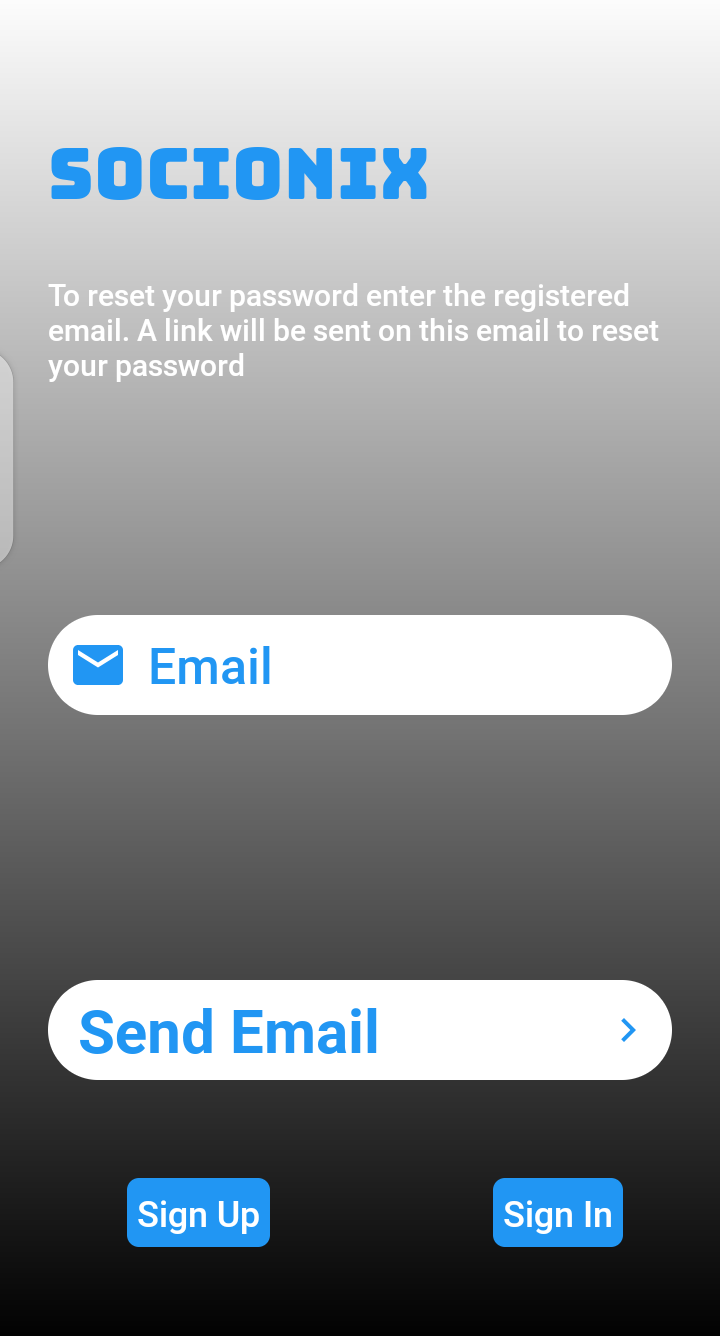 SOCIONIX
To reset your password enter the registered
email. A link will be sent on this email to reset
your password
Email
Send Email
Sign Up
Sign In